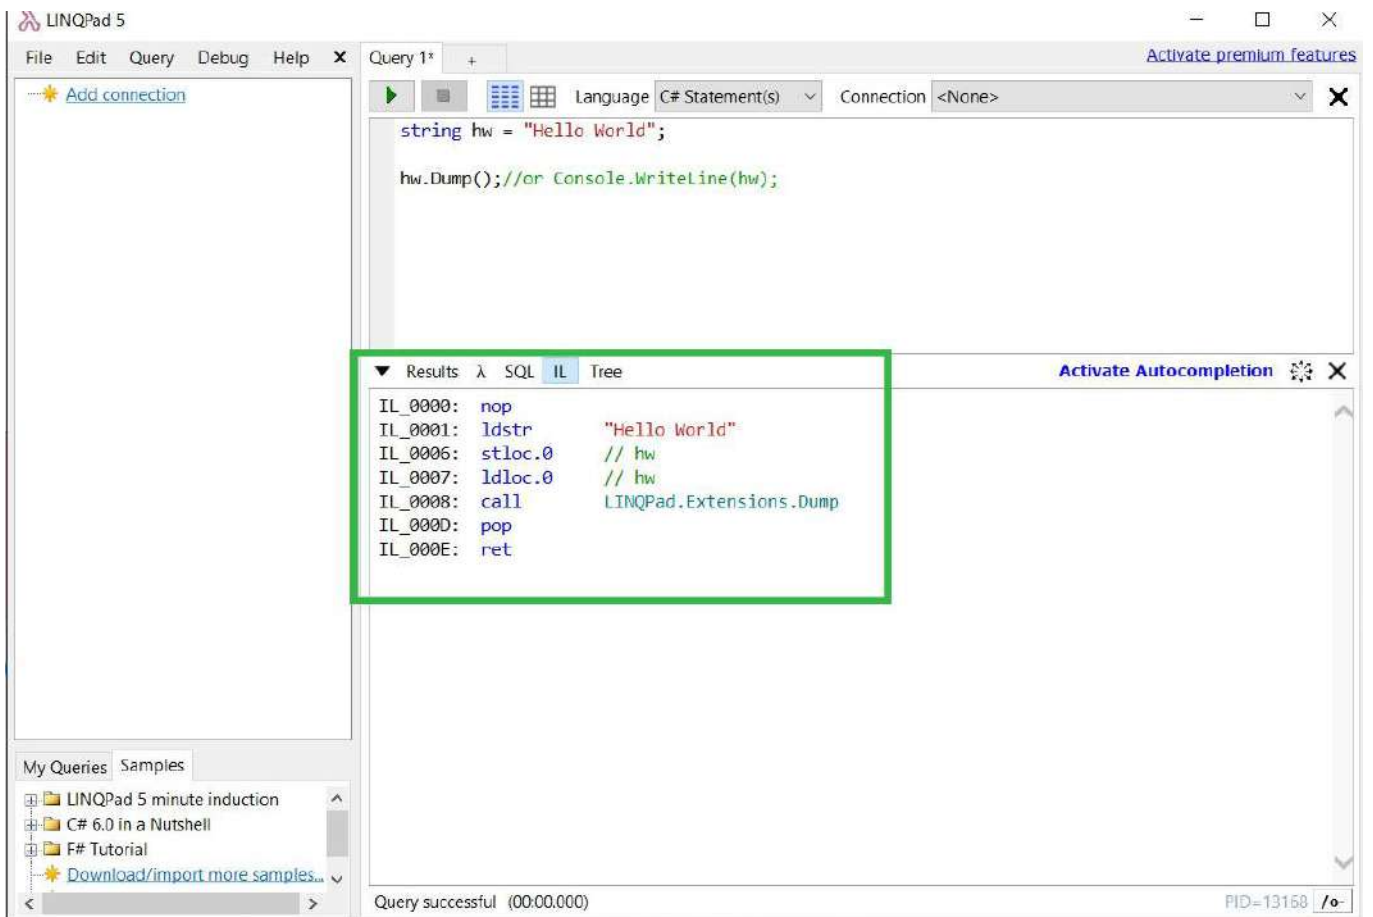 LINQPad 5
File Edit Query Debug Help X Query 1* + Activate premium features
Add connection
Language C# Statement(s) Connection <None>
string hw = "Hello World";
hw.Dump();//or Console.WriteLine(hw);
Results λ SQL IL Tree Activate Autocompletion
IL_0000: nop
IL_0001: ldstr "Hello World"
IL_0006: stloc.0 // hw
IL_0007: ldloc.0 // hw
IL_0008: call LINQPad.Extensions.Dump
IL_000D: pop
IL_000E: ret
My Queries Samples
LINQPad 5 minute induction
C# 6.0 in a Nutshell
F# Tutorial
Download/import more samples...
Query successful (00:00.000) PID=13168 /o-